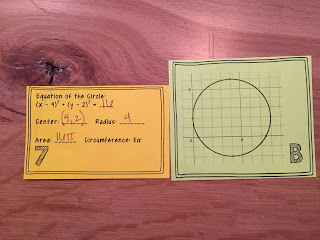 Equation of the Circle:
(x - 4)² + (y - 2)² = 16
Center: (4, 2) Radius: 4
Area: 16π Circumference: 8π
7
B